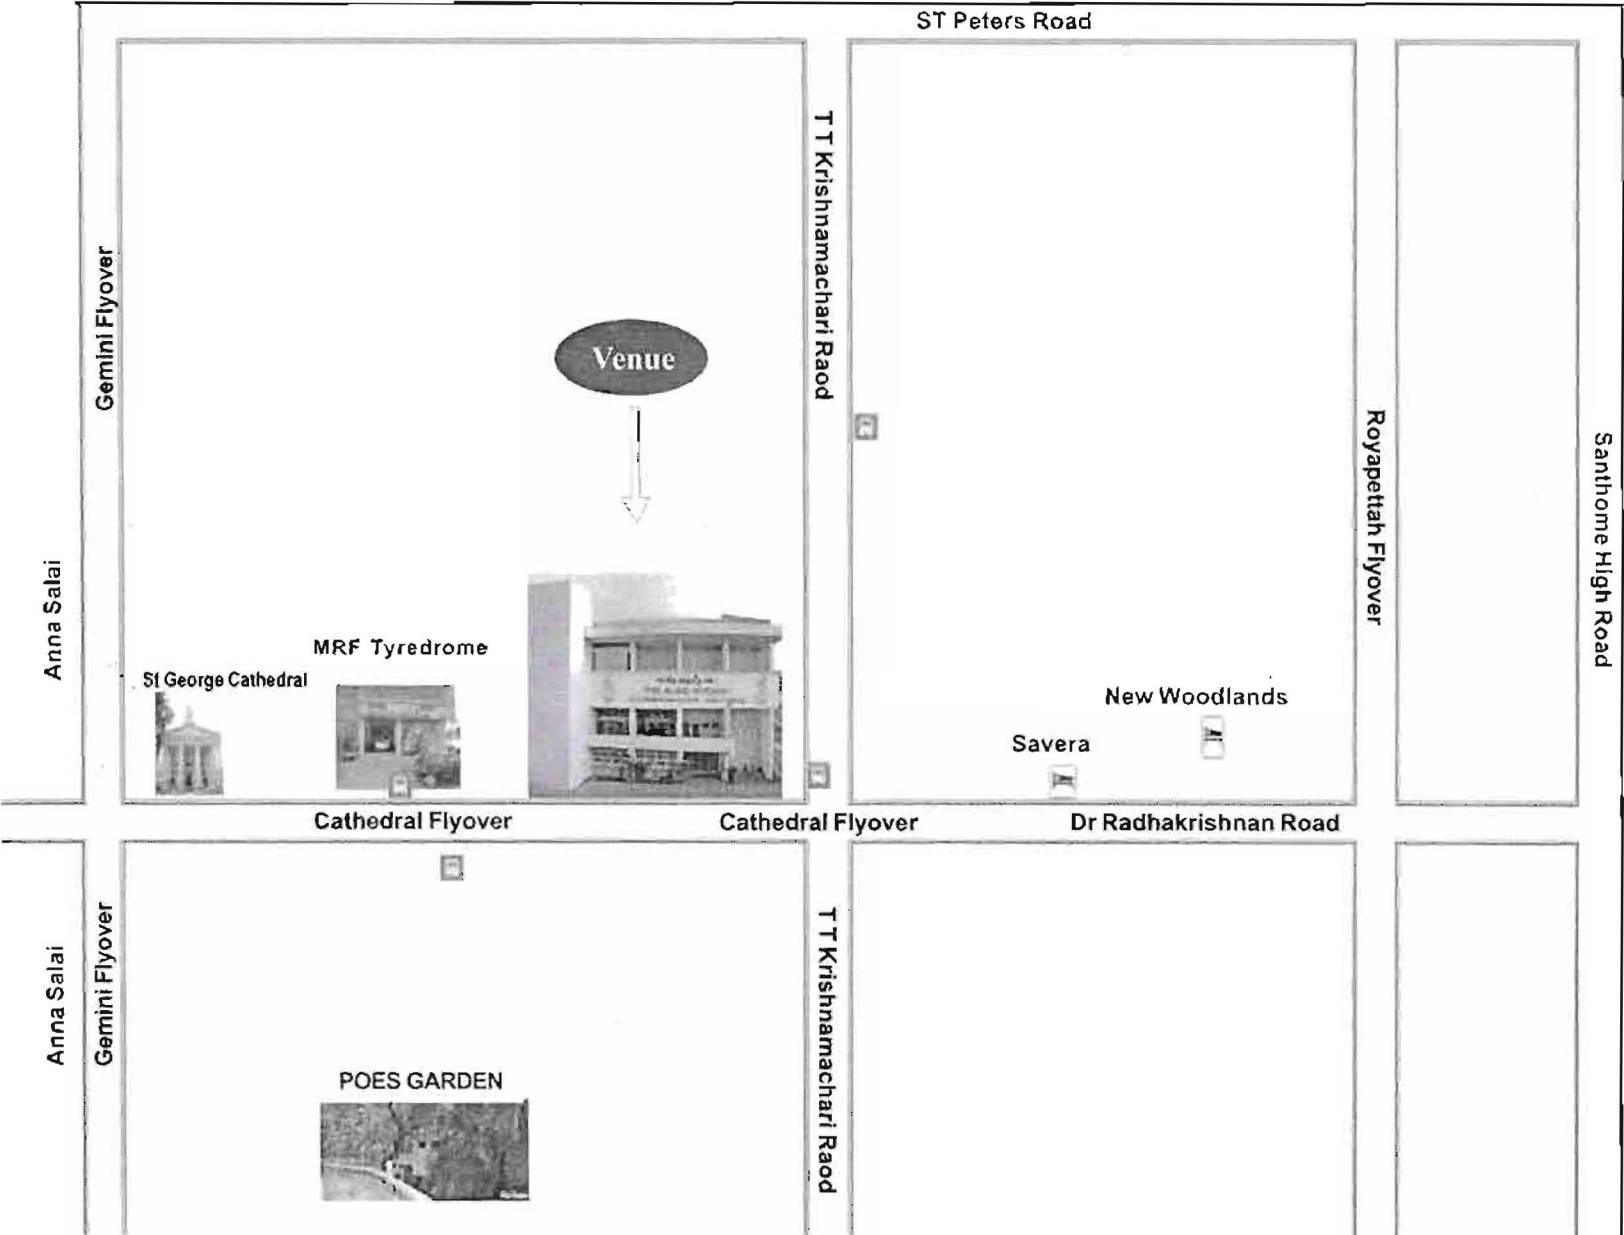 ST Peters Road
T T Krishnamachari Raod
Gemini Flyover
Venue
Royapettah Flyover
Santhome High Road
Anna Salai
MRF Tyredrome
St George Cathedral
New Woodlands
Savera
Cathedral Flyover
Cathedral Flyover
Dr Radhakrishnan Road
Anna Salai
Gemini Flyover
T T Krishnamachari Raod
POES GARDEN